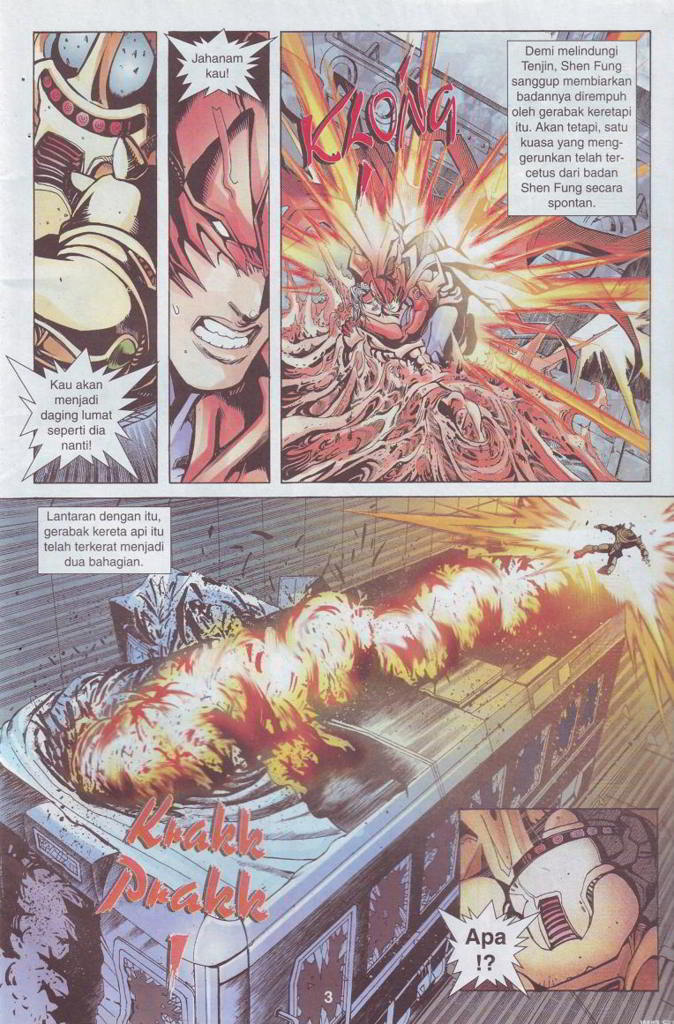 Kau akan
menjadi
daging lumat
seperti dia
nanti!
Jahanam
kau!
KLONG
!
Demi melindungi
Tenjin, Shen Fung
sanggup membiarkan
badannya dirempuh
oleh gerabak keretapi
itu. Akan tetapi, satu
kuasa yang meng-
gerunkan telah ter-
cetus dari badan
Shen Fung secara
spontan.
Lantaran dengan itu,
gerabak kereta api itu
telah terkerat menjadi
dua bahagian.
Krakk
Prakk
!
Apa
!?
3